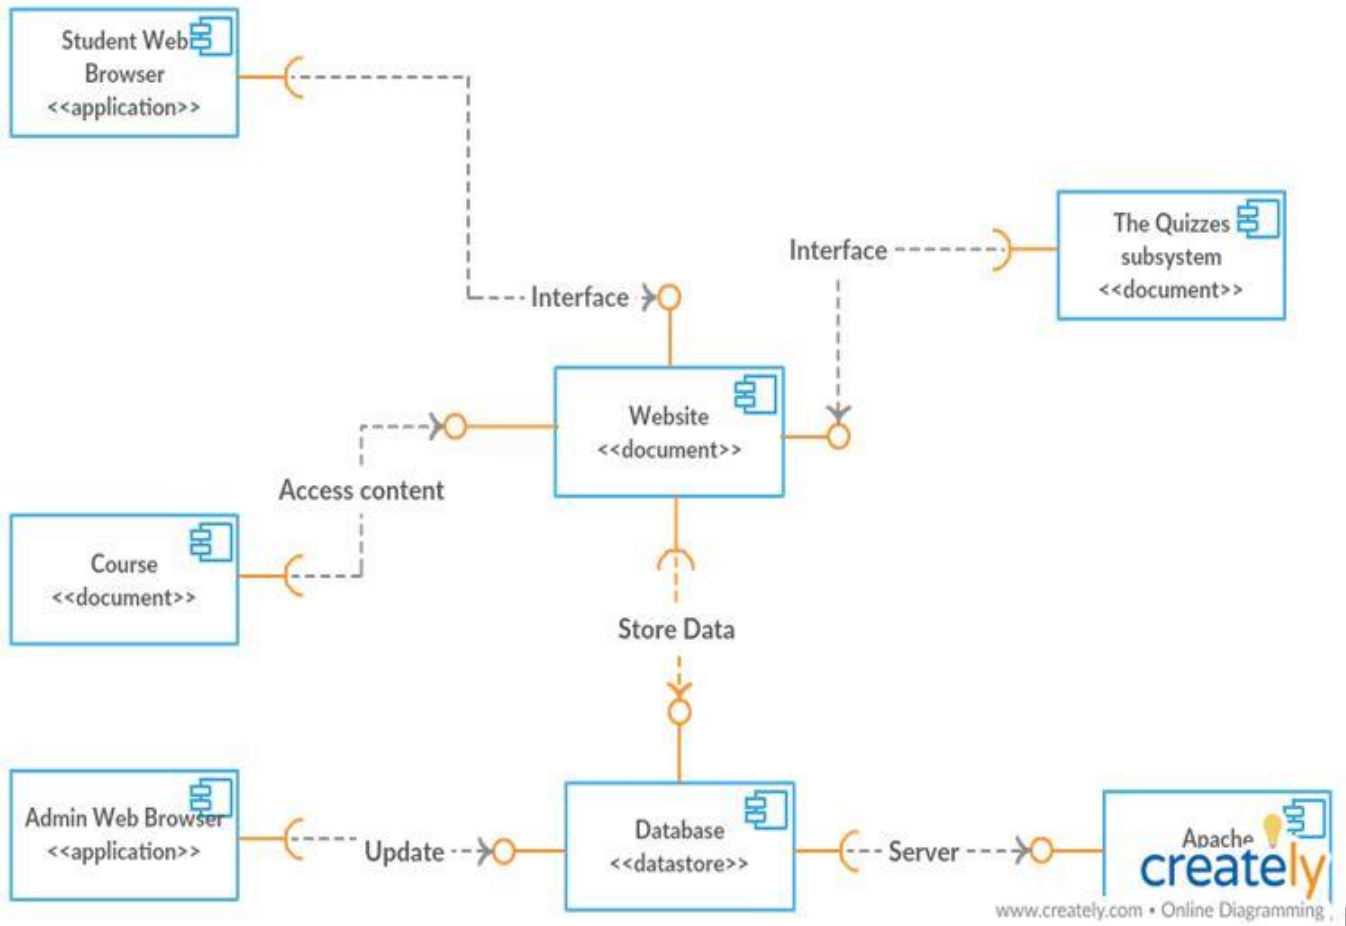 Student Web
Browser
<<application>>
The Quizzes
subsystem
<<document>>
Interface
Interface
Website
<<document>>
Access content
Course
<<document>>
Store Data
Admin Web Browser
<<application>>
Update
Database
<<datastore>>
Server
Apache
creately
www.creately.com • Online Diagramming